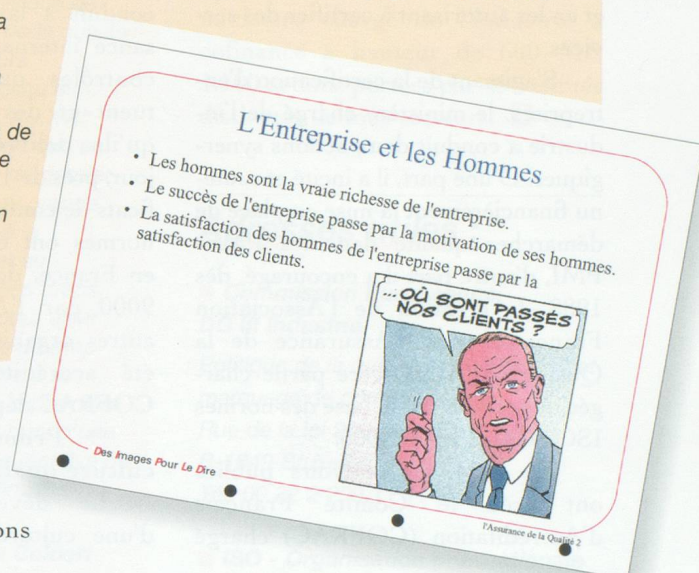 a
de
e
n
L'Entreprise et les Hommes
• Les hommes sont la vraie richesse de l'entreprise.
• Le succès de l'entreprise passe par la motivation de ses hommes.
• La satisfaction des hommes de l'entreprise passe par la
satisfaction des clients.
... OÙ SONT PASSÉS
NOS CLIENTS ?
Des Images Pour Le Dire
l'Assurance de la Qualité 2
ons